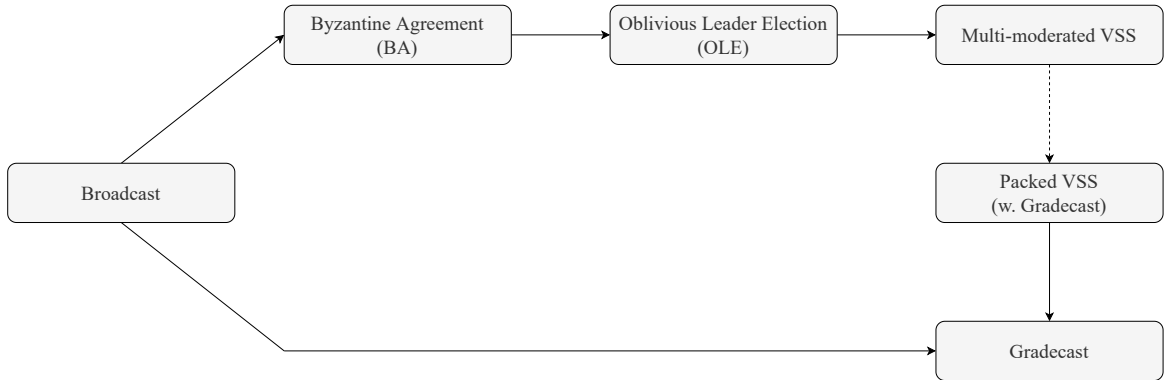 Byzantine Agreement
(BA)
Oblivious Leader Election
(OLE)
Multi-moderated VSS
Broadcast
Packed VSS
(w. Gradecast)
Gradecast